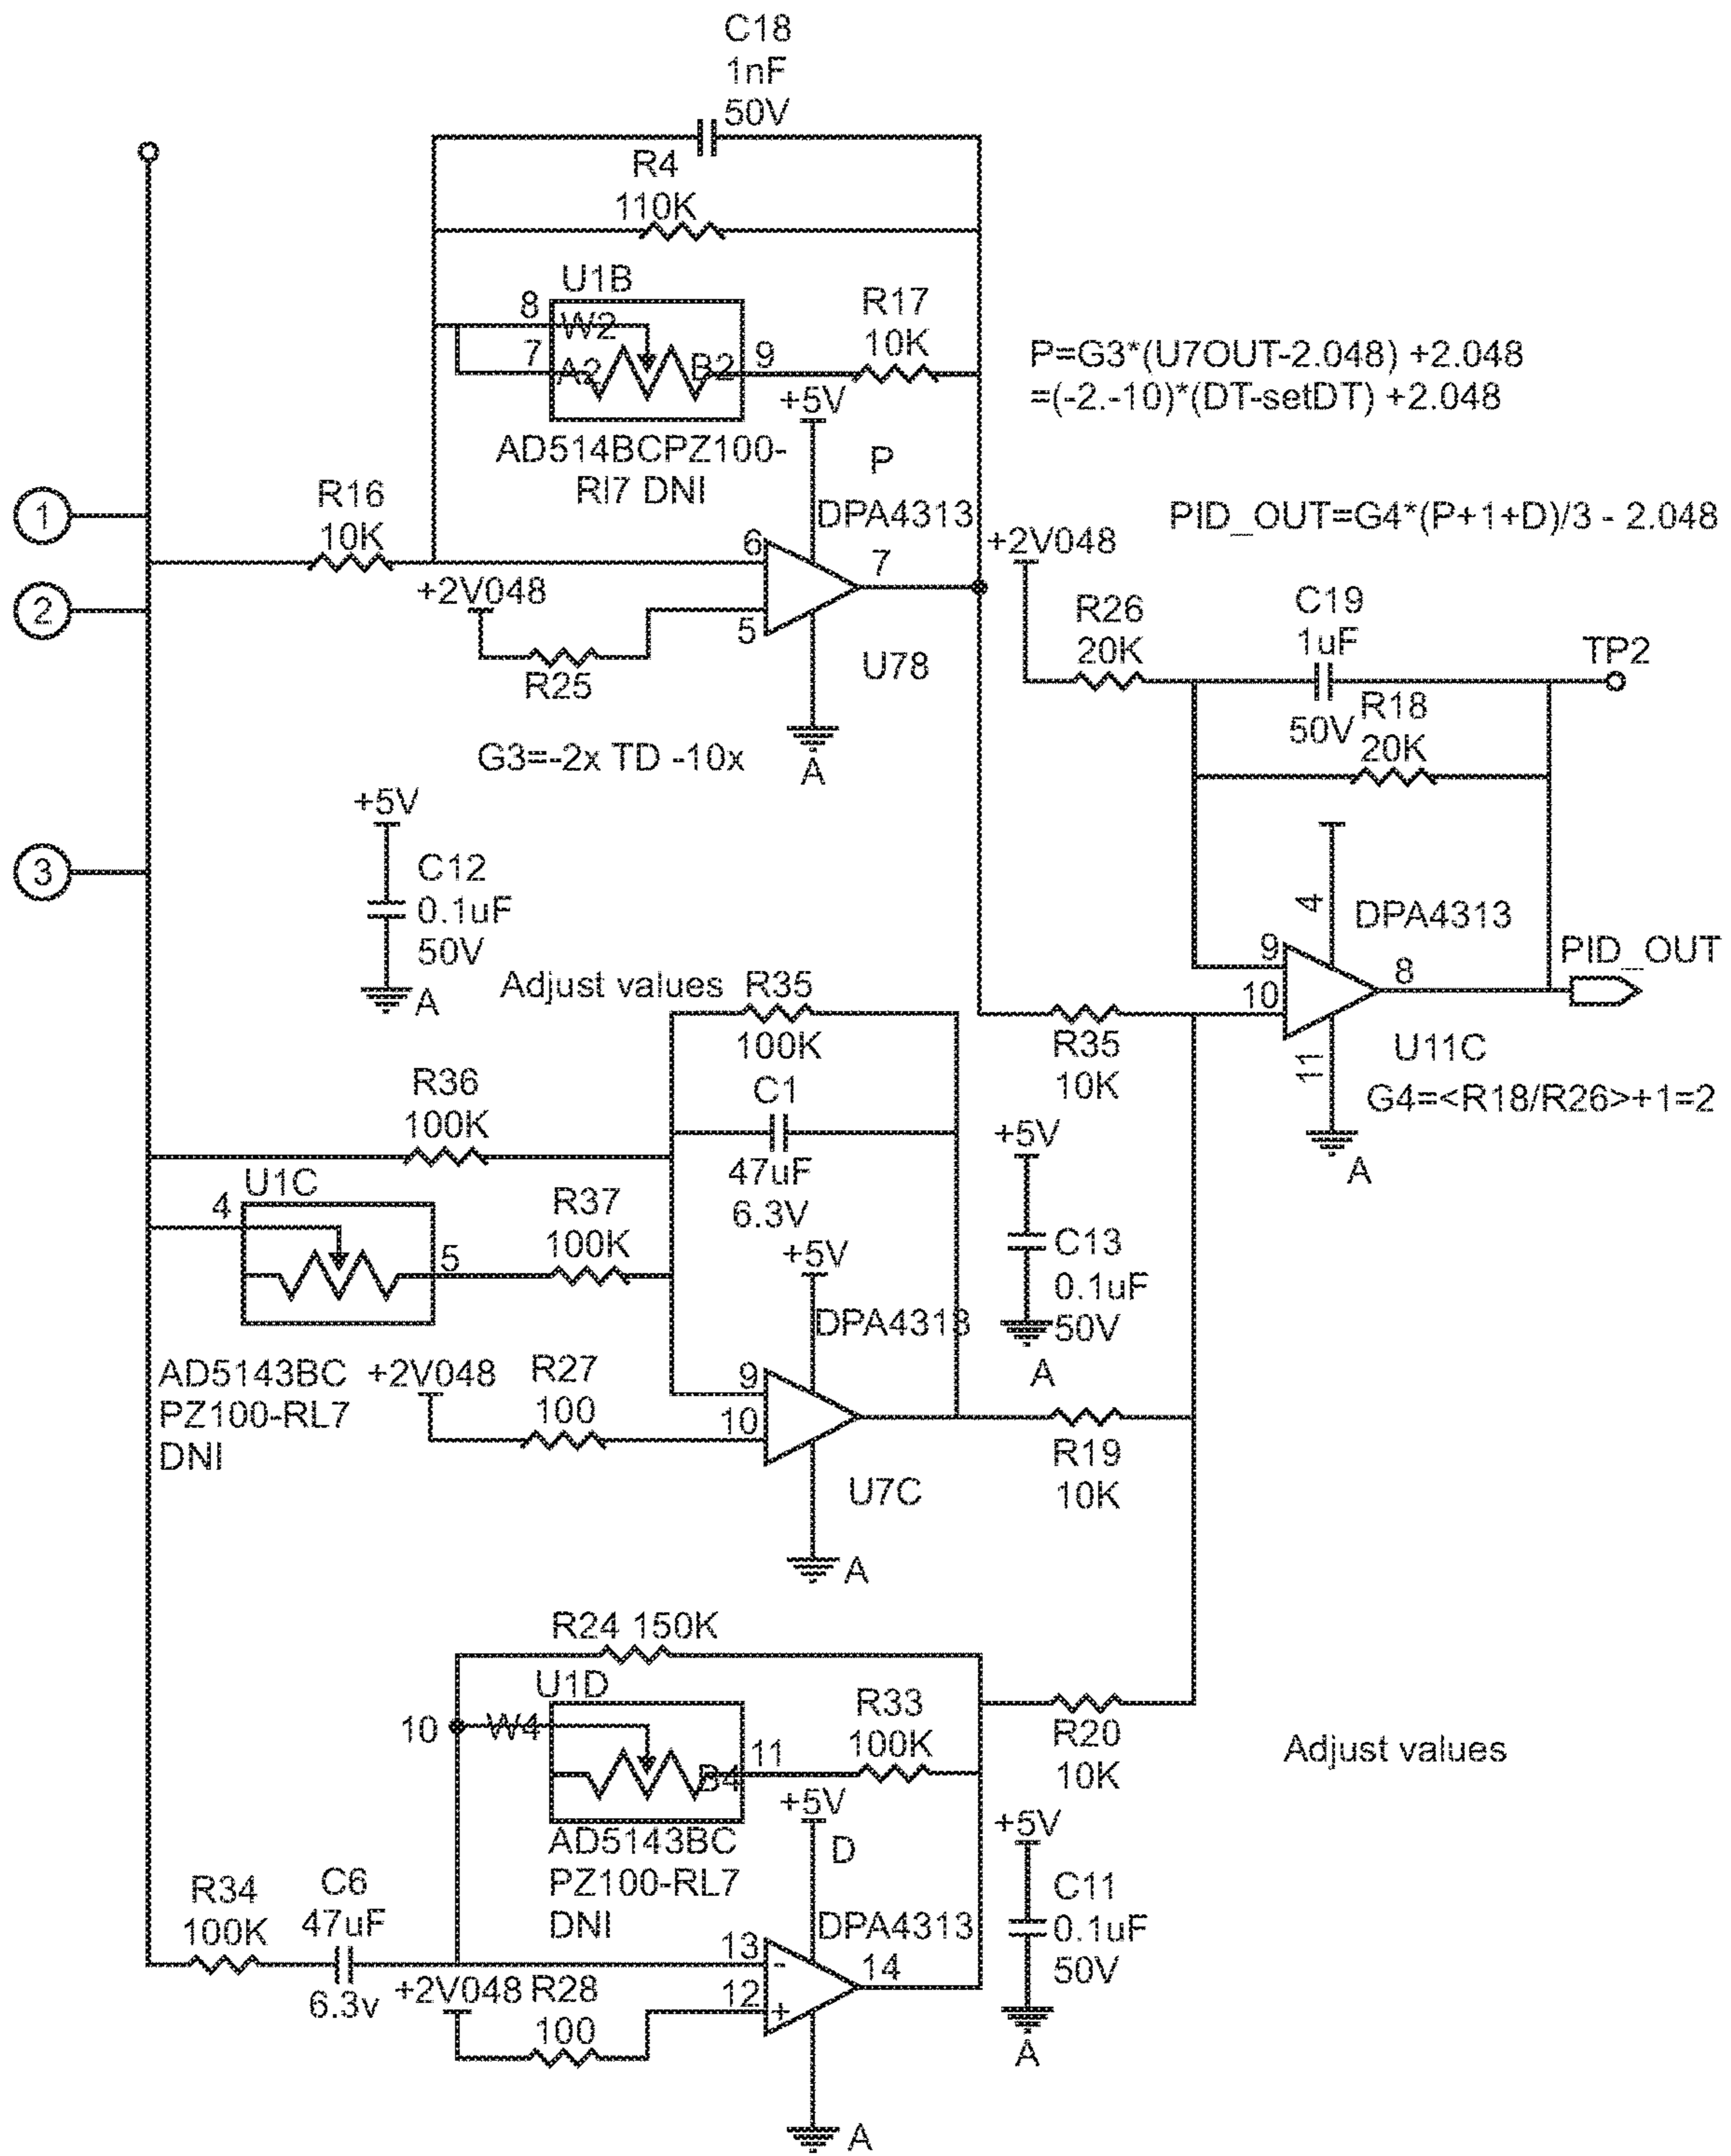 C18
1nF
50V
R4
110K
U1B
8
W2
7
A2
B2
9
R17
10K
+5V
P=G3*(U7OUT-2.048) +2.048
=(-2.-10)*(DT-setDT) +2.048
AD514BCPZ100-
RI7 DNI
P
DPA4313
PID_OUT=G4*(P+1+D)/3 - 2.048
1
R16
10K
6
7
5
+2V048
+2V048
R25
U78
2
R26
20K
C19
1uF
50V
TP2
R18
20K
G3=-2x TD -10x
A
+5V
C12
0.1uF
50V
A
3
4
DPA4313
9
10
8
PID_OUT
11
U11C
G4=<R18/R26>+1=2
A
Adjust values
R35
100K
R35
10K
R36
100K
C1
47uF
6.3V
+5V
U1C
4
5
R37
100K
+5V
C13
0.1uF
50V
A
DPA4313
AD5143BC
PZ100-RL7
DNI
+2V048
R27
100
9
10
R19
10K
U7C
A
R24 150K
U1D
10
W4
B4
11
R33
100K
R20
10K
Adjust values
+5V
AD5143BC
PZ100-RL7
DNI
D
+5V
C11
0.1uF
50V
A
R34
100K
C6
47uF
6.3v
DPA4313
13
-
14
12
+
+2V048
R28
100
A